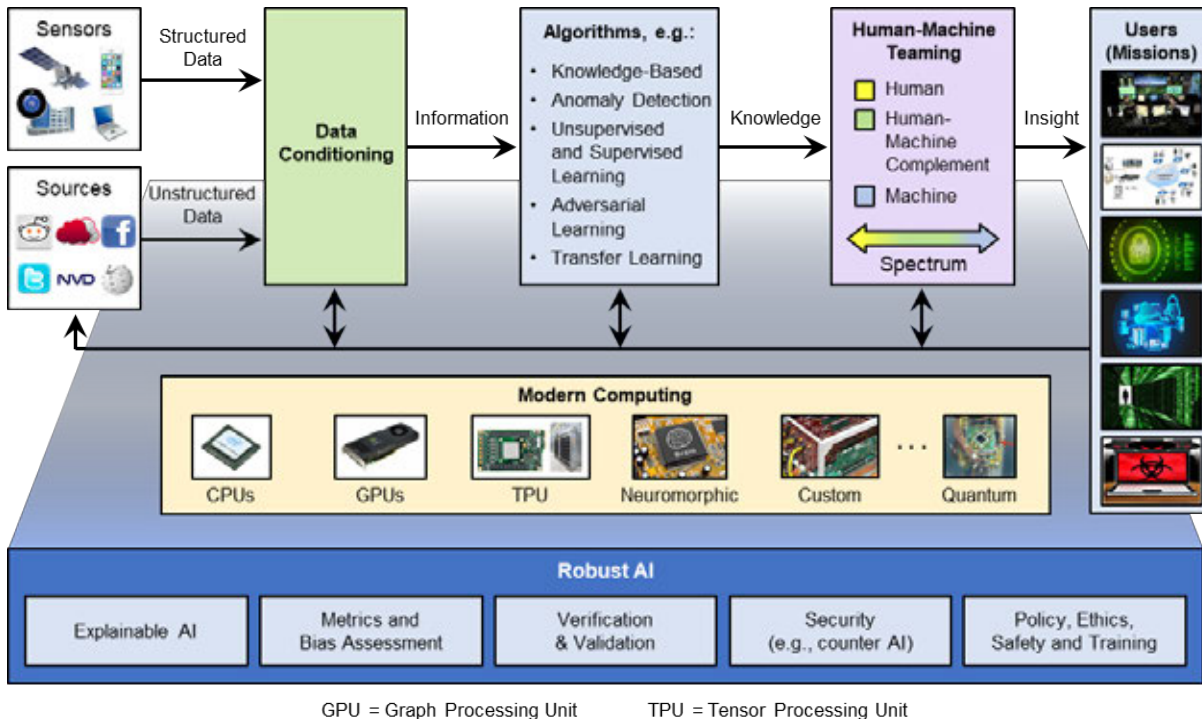 Sensors
Structured
Data
Sources
NVD
Unstructured
Data
Data
Conditioning
Information
Algorithms, e.g.:
• Knowledge-Based
• Anomaly Detection
• Unsupervised
and Supervised
Learning
• Adversarial
Learning
• Transfer Learning
Knowledge
Human-Machine
Teaming
Human
Human-
Machine
Complement
Machine
Spectrum
Insight
Users
(Missions)
Modern Computing
CPUs
GPUs
TPU
Neuromorphic
Custom
...
Quantum
Robust AI
Explainable AI
Metrics and
Bias Assessment
Verification
& Validation
Security
(e.g., counter AI)
Policy, Ethics,
Safety and Training
GPU = Graph Processing Unit
TPU = Tensor Processing Unit